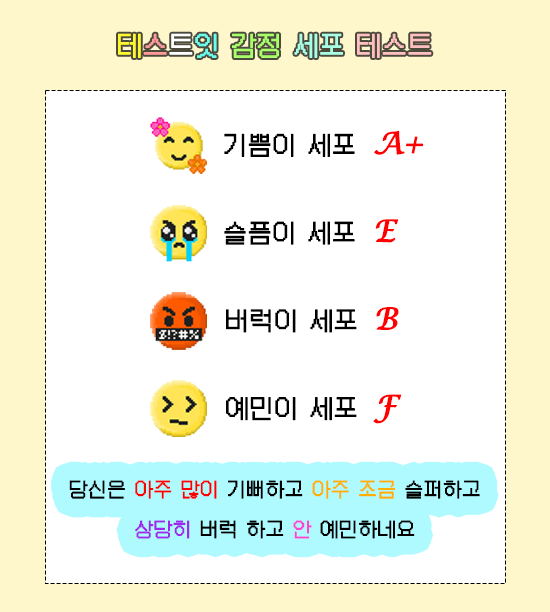 테스트잇 감정 세포 테스트
기쁨이 세포 A+
슬픔이 세포 E
버럭이 세포 B
$!?#%
예민이 세포 F
당신은 아주 많이 기뻐하고 아주 조금 슬퍼하고
상당히 버럭 하고 안 예민하네요